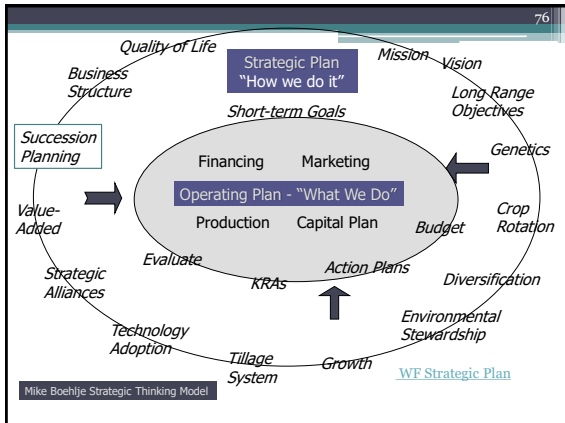 76
Quality of Life
Strategic Plan
"How we do it"
Mission
Vision
Business
Structure
Long Range
Objectives
Short-term Goals
Succession
Planning
Genetics
Financing
Marketing
Operating Plan - "What We Do"
Value-
Added
Production
Capital Plan
Budget
Crop
Rotation
Evaluate
KRAs
Action Plans
Strategic
Alliances
Diversification
Environmental
Stewardship
Technology
Adoption
Tillage
System
Growth
WF Strategic Plan
Mike Boehlje Strategic Thinking Model